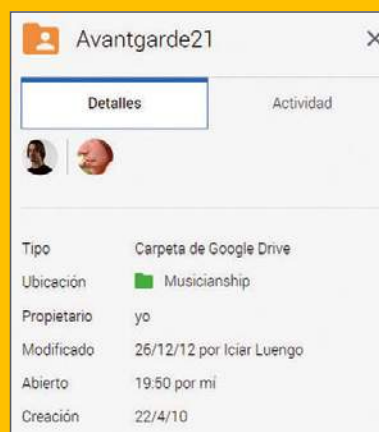 Avantgarde21
Detalles Actividad
Tipo Carpeta de Google Drive
Ubicación Musicianship
Propietario yo
Modificado 26/12/12 por Iciar Luengo
Abierto 19:50 por mí
Creación 22/4/10